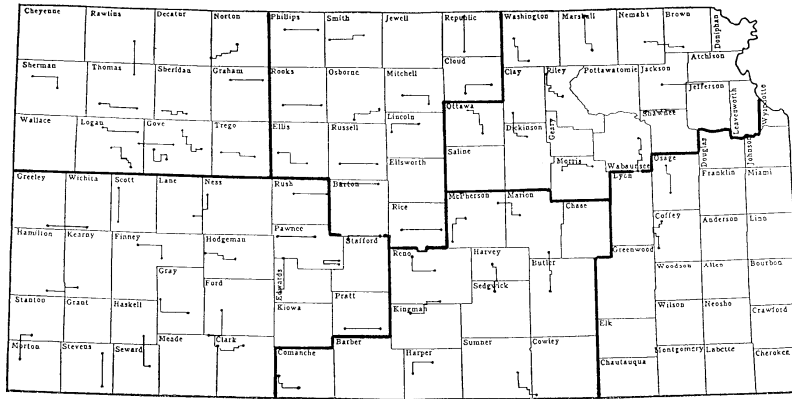 Cheyenne Rawlins Decatur Norton Phillips Smith Jewell Republic Washington Marshall Nemaha Brown Doniphan
Atchison
Sherman Thomas Sheridan Graham Rooks Osborne Mitchell Cloud Clay Riley Pottawatomie Jackson
Jefferson Leavenworth Wyandotte
Wallace Logan Gove Trego Ellis Russell Lincoln Ottawa Dickinson Geary Shawnee
Saline Morris Wabaunsee Douglas Johnson
Ellsworth Lyon Osage Franklin Miami
Greeley Wichita Scott Lane Ness Rush Barton McPherson Marion Chase
Rice Coffey Anderson Linn
Hamilton Kearny Finney Hodgeman Pawnee Stafford Reno Harvey Butler Greenwood
Gray Edwards Sedgwick Woodson Allen Bourbon
Stanton Grant Haskell Ford Kiowa Pratt Kingman Wilson Neosho Crawford
Elk
Morton Stevens Seward Meade Clark Comanche Barber Harper Sumner Cowley
Chautauqua Montgomery Labette Cherokee